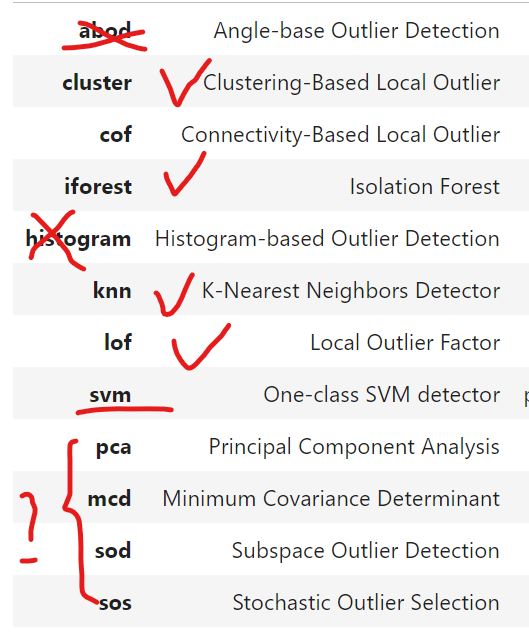 abod Angle-base Outlier Detection
cluster Clustering-Based Local Outlier
cof Connectivity-Based Local Outlier
iforest Isolation Forest
histogram Histogram-based Outlier Detection
knn K-Nearest Neighbors Detector
lof Local Outlier Factor
svm One-class SVM detector
pca Principal Component Analysis
mcd Minimum Covariance Determinant
sod Subspace Outlier Detection
sos Stochastic Outlier Selection
?